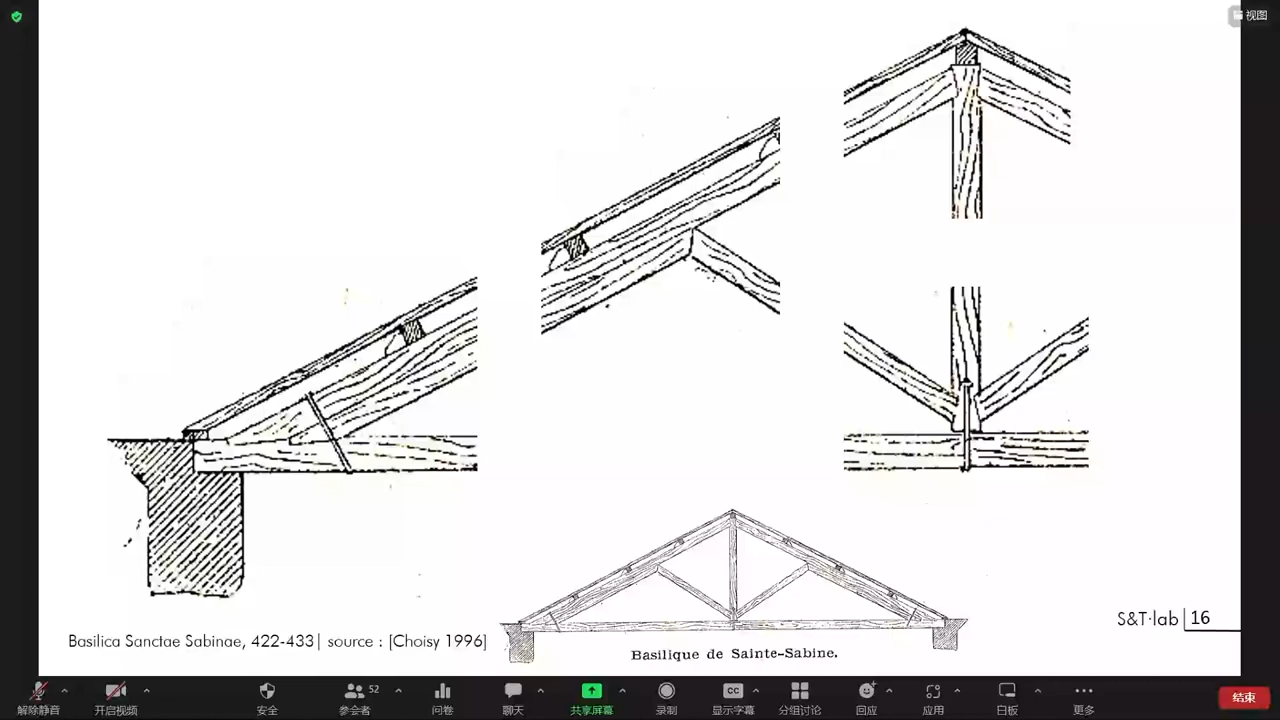 视图
S&T·lab | 16
Basilica Sanctae Sabinae, 422-433| source : [Choisy 1996]
Basilique de Sainte-Sabine.
解除静音
开启视频
安全
52
参会者
问卷
聊天
共享屏幕
录制
CC
显示字幕
分组讨论
回应
应用
白板
更多
结束